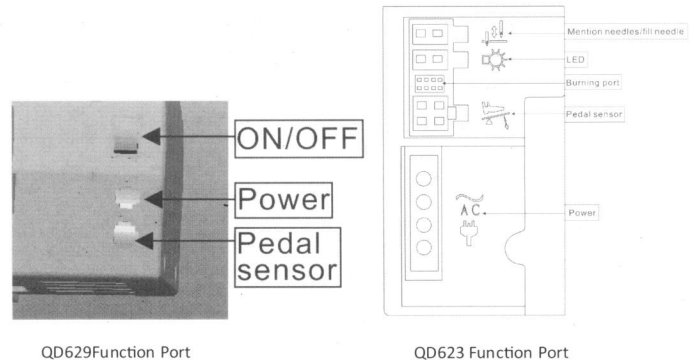 ON/OFF
Power
Pedal
sensor
QD629Function Port
Mention needles/fill needle
LED
Burning port
Pedal sensor
AC
Power
QD623 Function Port